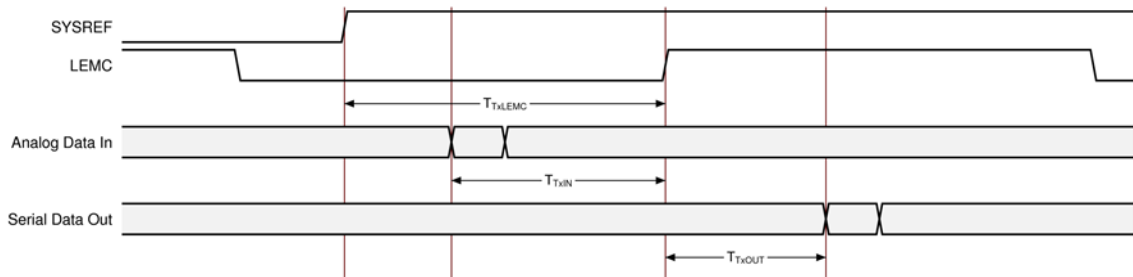 SYSREF
LEMC
TTxLEMC
Analog Data In
TTxIN
Serial Data Out
TTxOUT